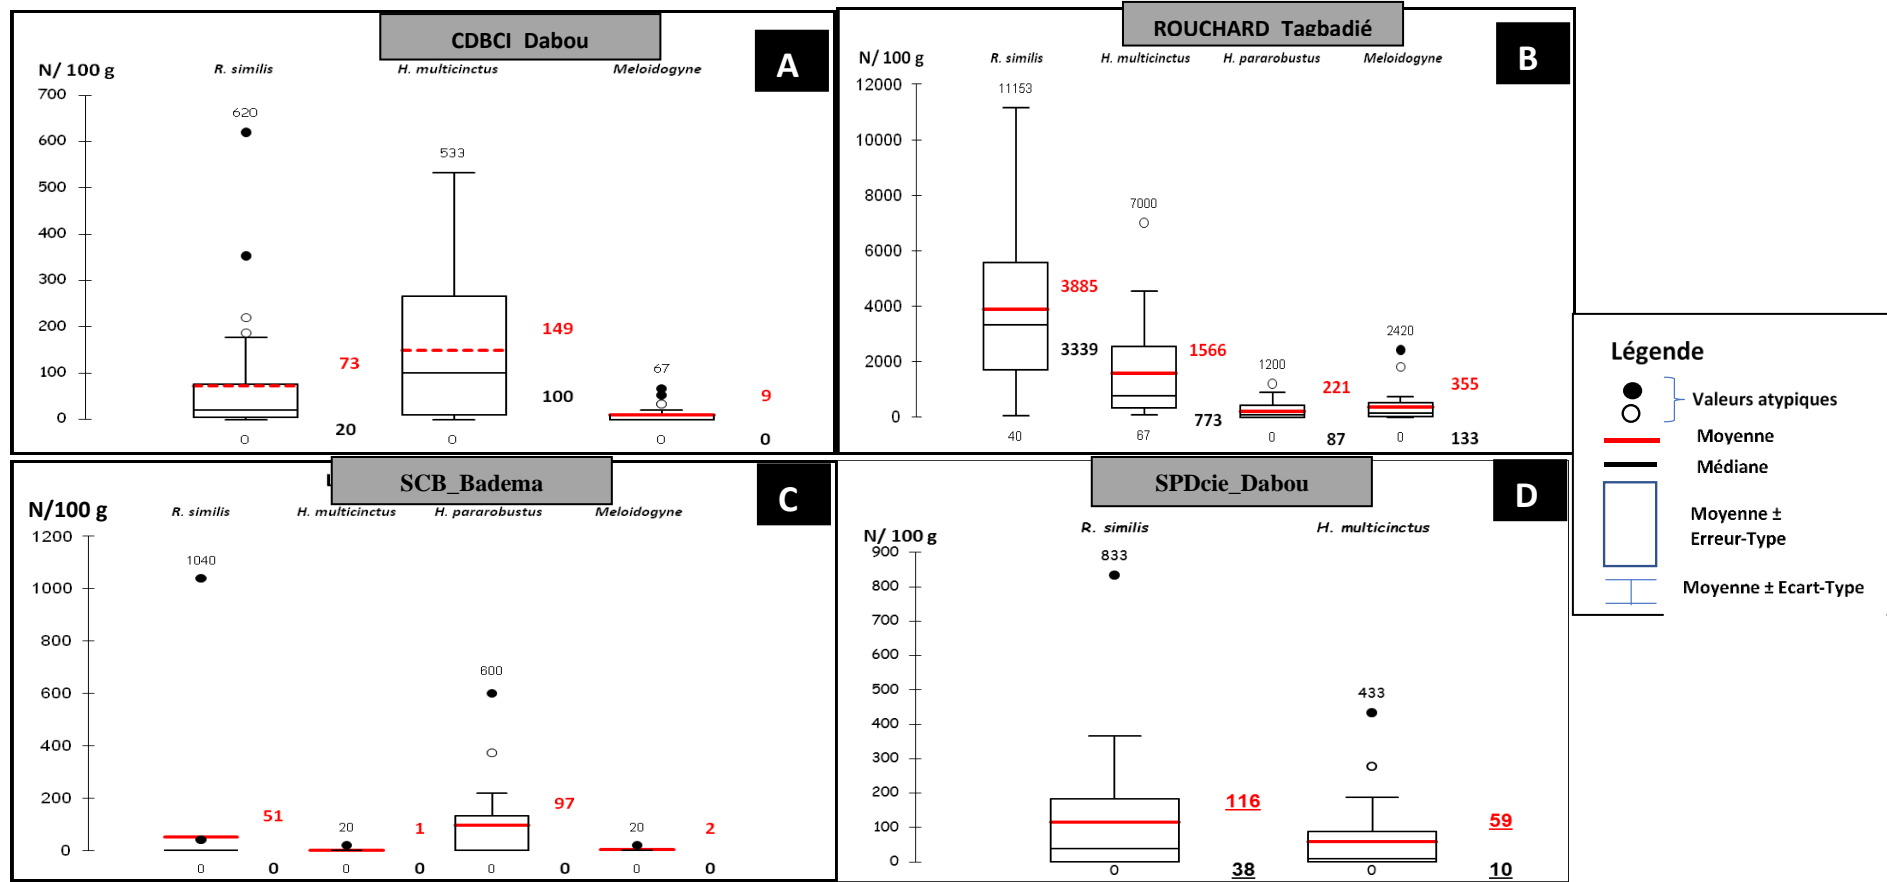 CDBCI_Dabou
A
N/ 100 g
R. similis
H. multicinctus
Meloidogyne
700
600
500
400
300
200
100
0
620
533
67
73
20
149
100
9
0
0
0
0
ROUCHARD_Tagbadié
B
N/ 100 g
R. similis
H. multicinctus
H. pararobustus
Meloidogyne
12000
10000
8000
6000
4000
2000
0
11153
7000
1200
2420
3885
3339
1566
773
221
87
355
133
40
67
0
0
SCB_Badema
C
N/100 g
R. similis
H. multicinctus
H. pararobustus
Meloidogyne
1200
1000
800
600
400
200
0
1040
20
600
20
51
1
97
2
0
0
0
0
0
0
0
0
SPDcie_Dabou
D
N/ 100 g
R. similis
H. multicinctus
900
800
700
600
500
400
300
200
100
0
833
433
116
38
59
10
0
0
Légende
Valeurs atypiques
Moyenne
Médiane
Moyenne ±
Erreur-Type
Moyenne ± Ecart-Type